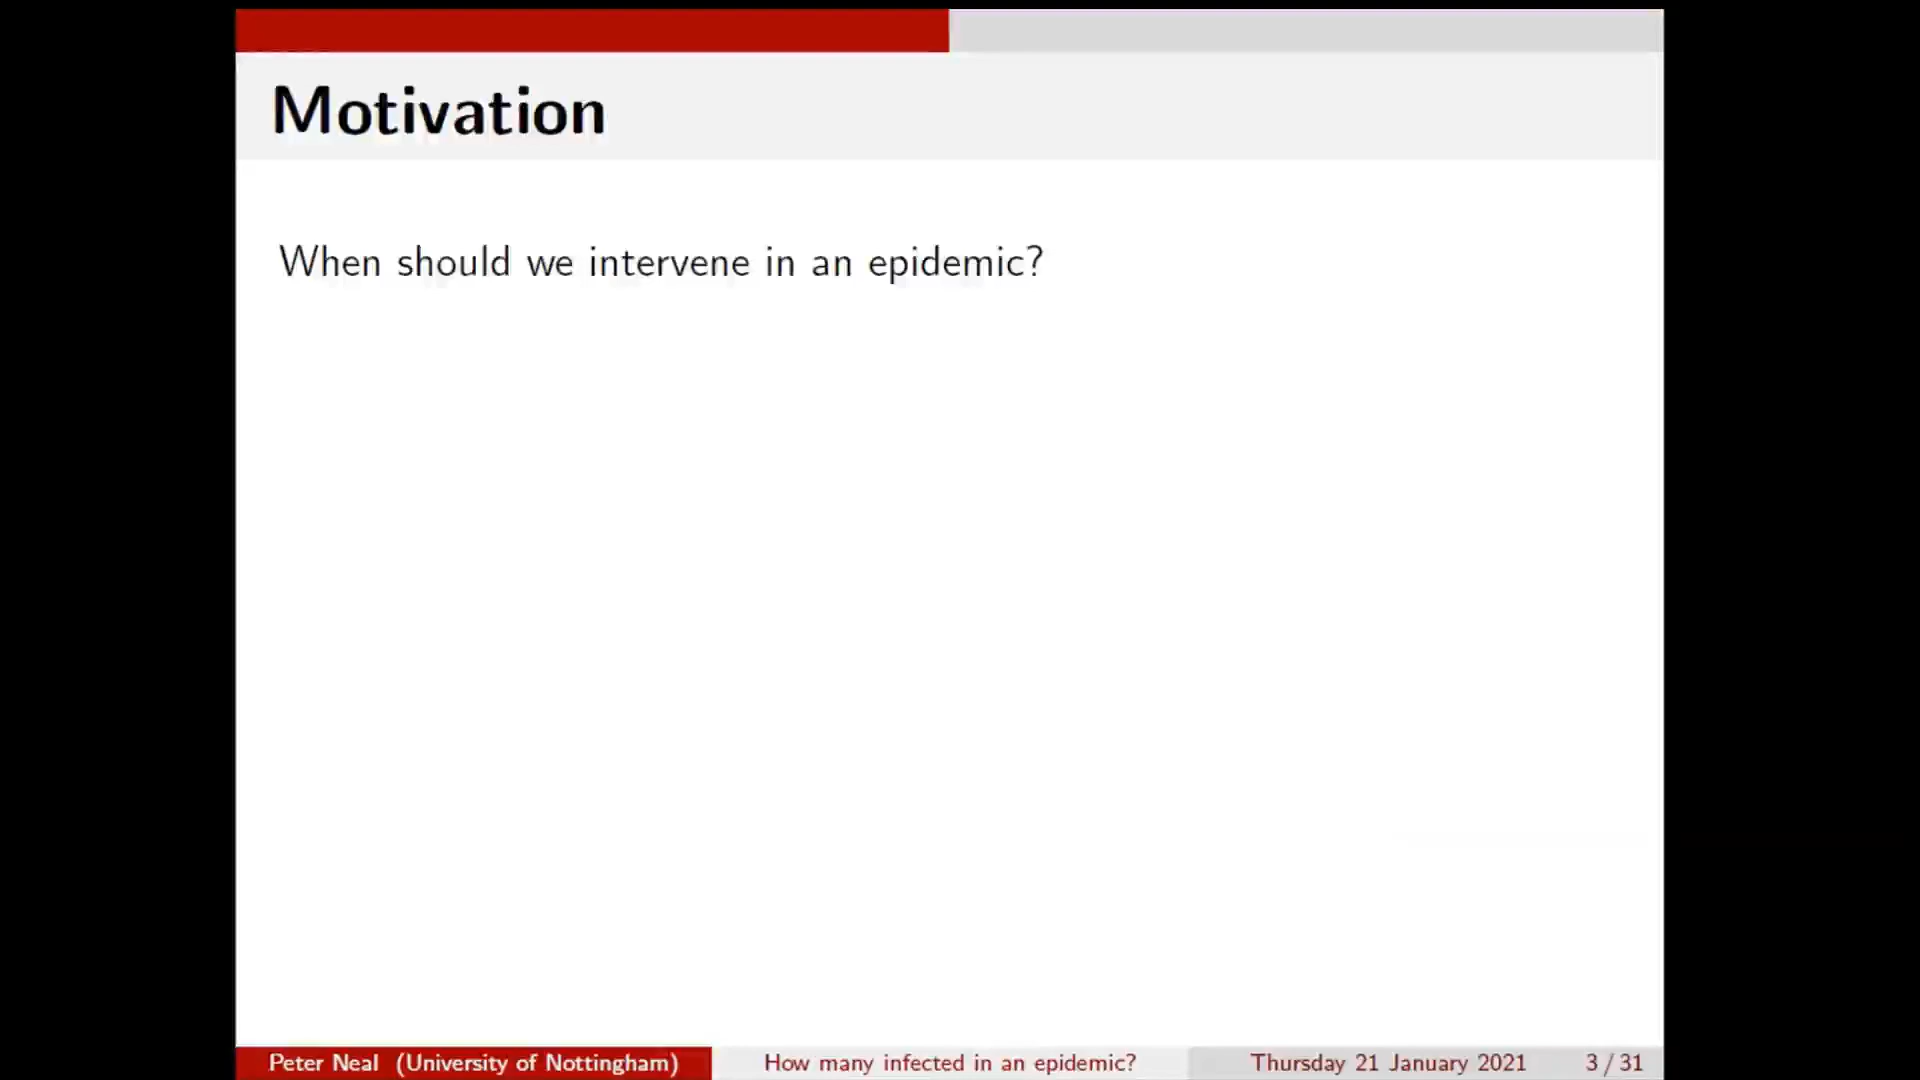 Motivation
When should we intervene in an epidemic?
Peter Neal (University of Nottingham) How many infected in an epidemic? Thursday 21 January 2021 3 / 31